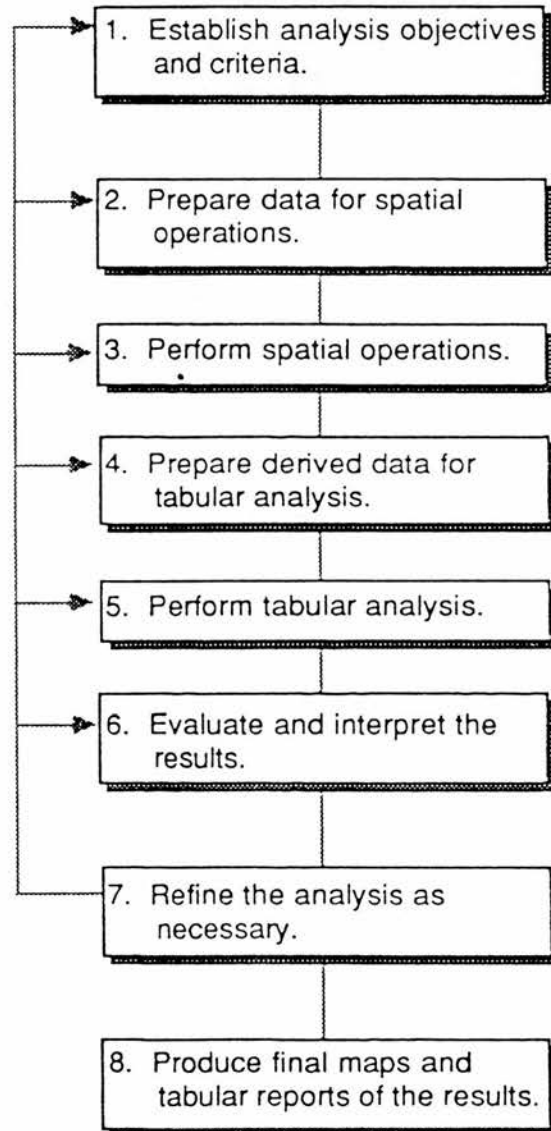 1. Establish analysis objectives
and criteria.
2. Prepare data for spatial
operations.
3. Perform spatial operations.
4. Prepare derived data for
tabular analysis.
5. Perform tabular analysis.
6. Evaluate and interpret the
results.
7. Refine the analysis as
necessary.
8. Produce final maps and
tabular reports of the results.